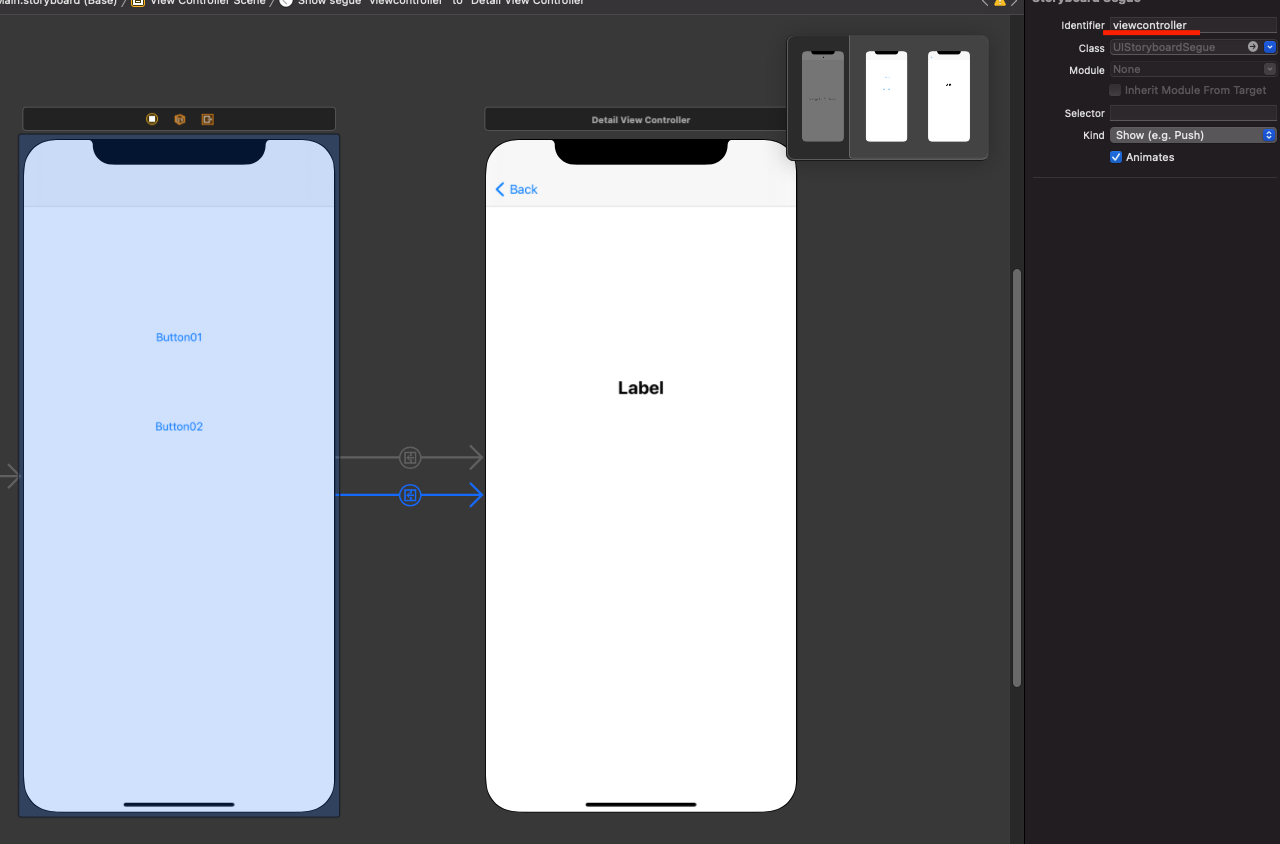 Main.storyboard (Base) 〉 View Controller Scene 〉 Show segue "viewcontroller" to "Detail View Controller"
Storyboard Segue
Identifier viewcontroller
Class UIStoryboardSegue
Module None
Inherit Module From Target
Selector
Kind Show (e.g. Push)
Animates
Detail View Controller
Back
Button01
Label
Button02